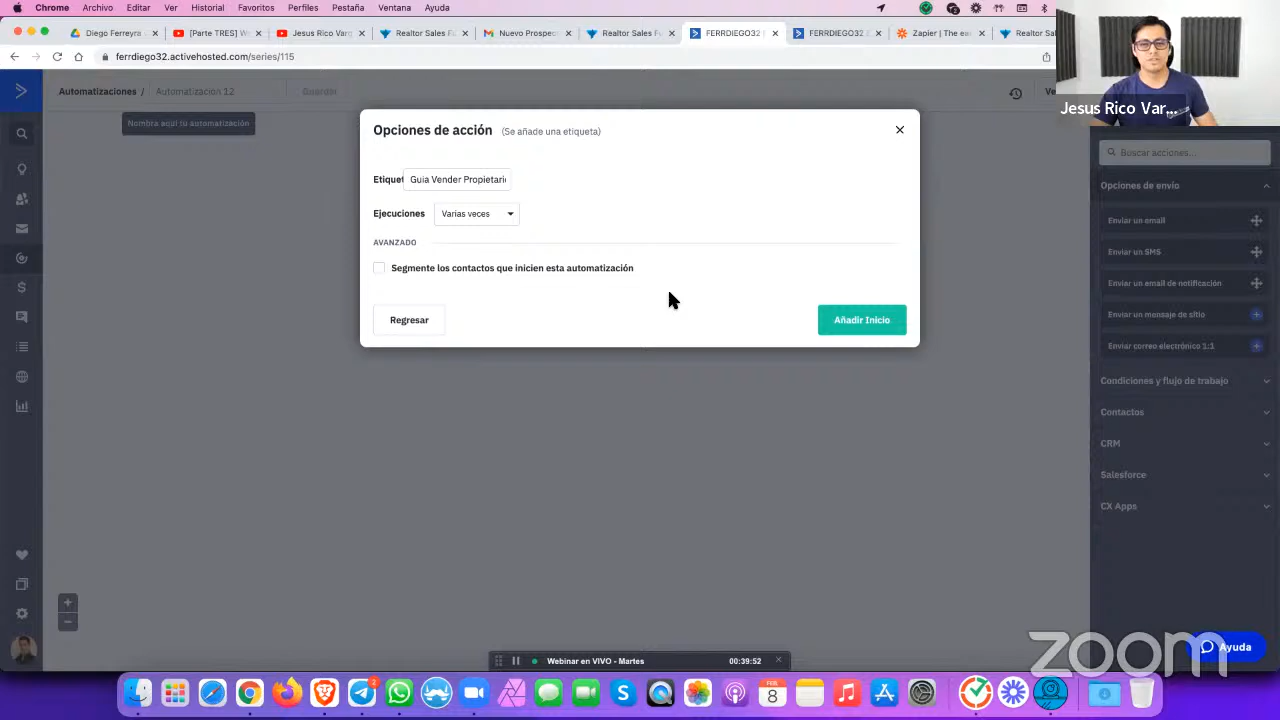 Chrome Archivo Editar Ver Historial Favoritos Perfiles Pestaña Ventana Ayuda
Diego Ferreyra (
[Parte TRES] W
Jesus Rico Var
Realtor Sales Fu
Nuevo Prospec
Realtor Sales Fu
FERRDIEGO32 |
FERRDIEGO32
Zapier | The ea
Realtor Sal
ferrdiego32.activehosted.com/series/115
Jesus Rico Var...
Automatizaciones / Automatizacion 12 Guardar
Nombra aquí tu automatización
Opciones de acción (Se añade una etiqueta)
Etiquet Guia Vender Propietari
Ejecuciones Varias veces
AVANZADO
Segmente los contactos que inicien esta automatización
Regresar Añadir Inicio
Buscar acciones...
Opciones de envío
Enviar un email
Enviar un SMS
Enviar un email de notificación
Enviar un mensaje de sitio
Enviar correo electrónico 1:1
Condiciones y flujo de trabajo
Contactos
CRM
Salesforce
CX Apps
Ayuda
zoom
Webinar en VIVO - Martes 00:39:52
2
FEB
8